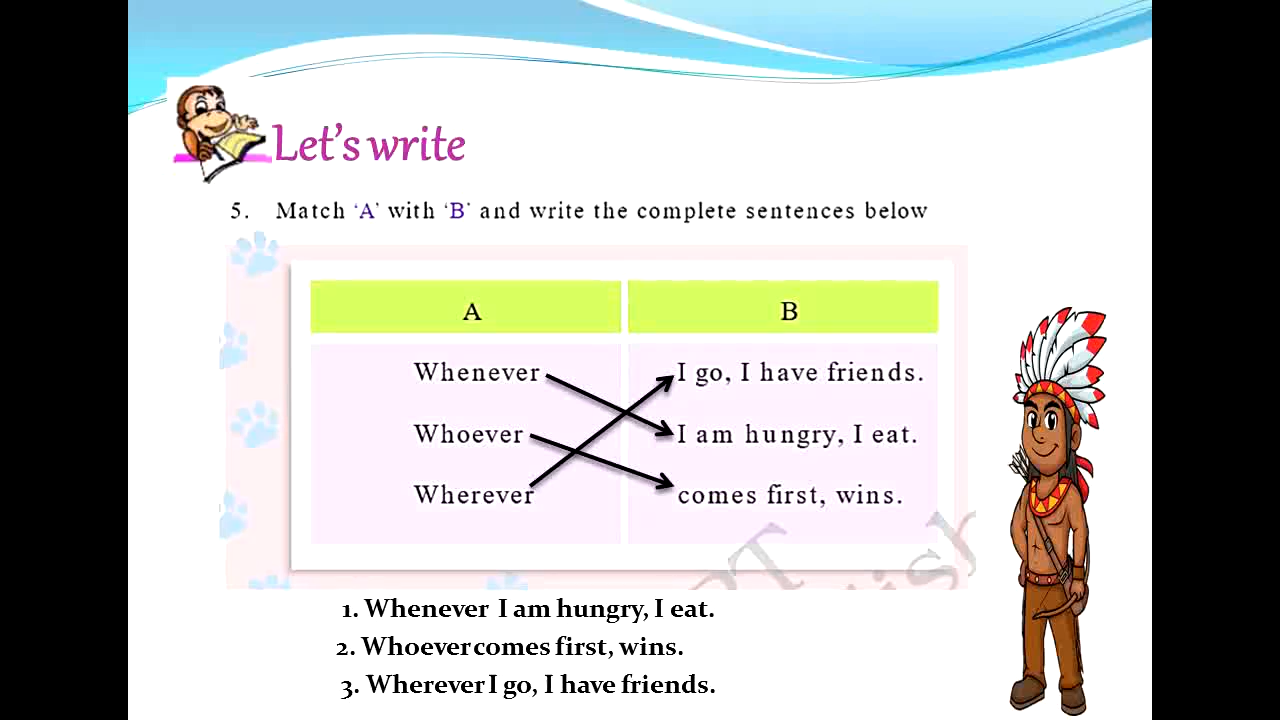 Let's write
5. Match 'A' with 'B' and write the complete sentences below
A B
Whenever I go, I have friends.
Whoever I am hungry, I eat.
Wherever comes first, wins.
1. Whenever I am hungry, I eat.
2. Whoever comes first, wins.
3. Wherever I go, I have friends.